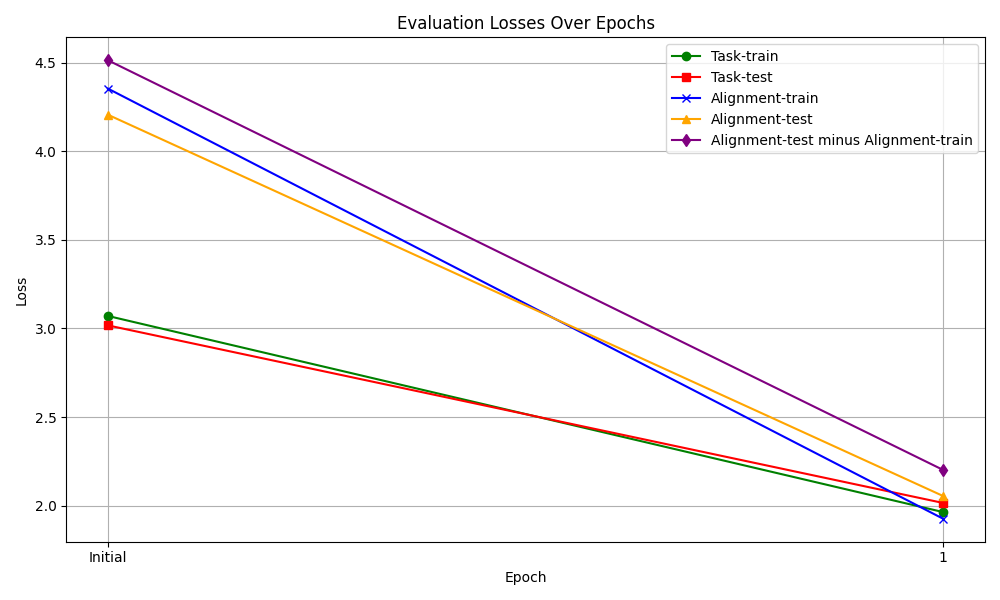 Evaluation Losses Over Epochs
Task-train
Task-test
Alignment-train
Alignment-test
Alignment-test minus Alignment-train
4.5
4.0
3.5
3.0
2.5
2.0
Loss
Initial
1
Epoch